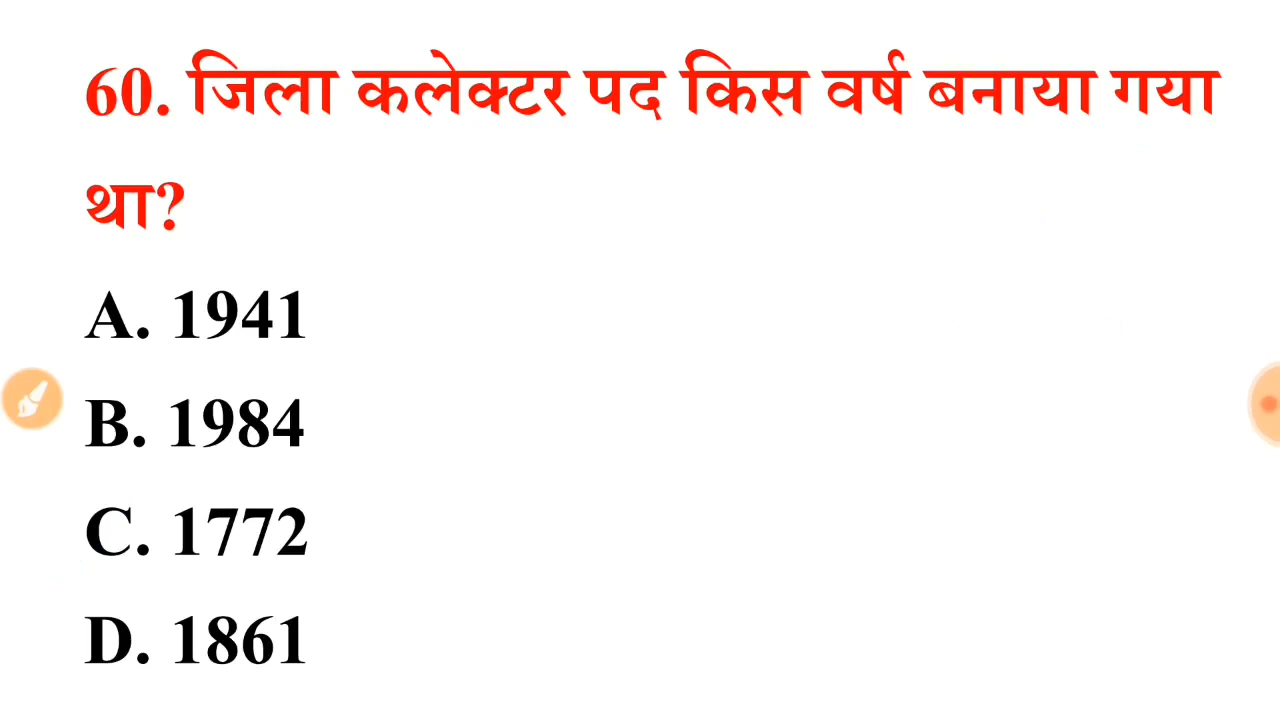 60. जिला कलेक्टर पद किस वर्ष बनाया गया
था?
A. 1941
B. 1984
C. 1772
D. 1861